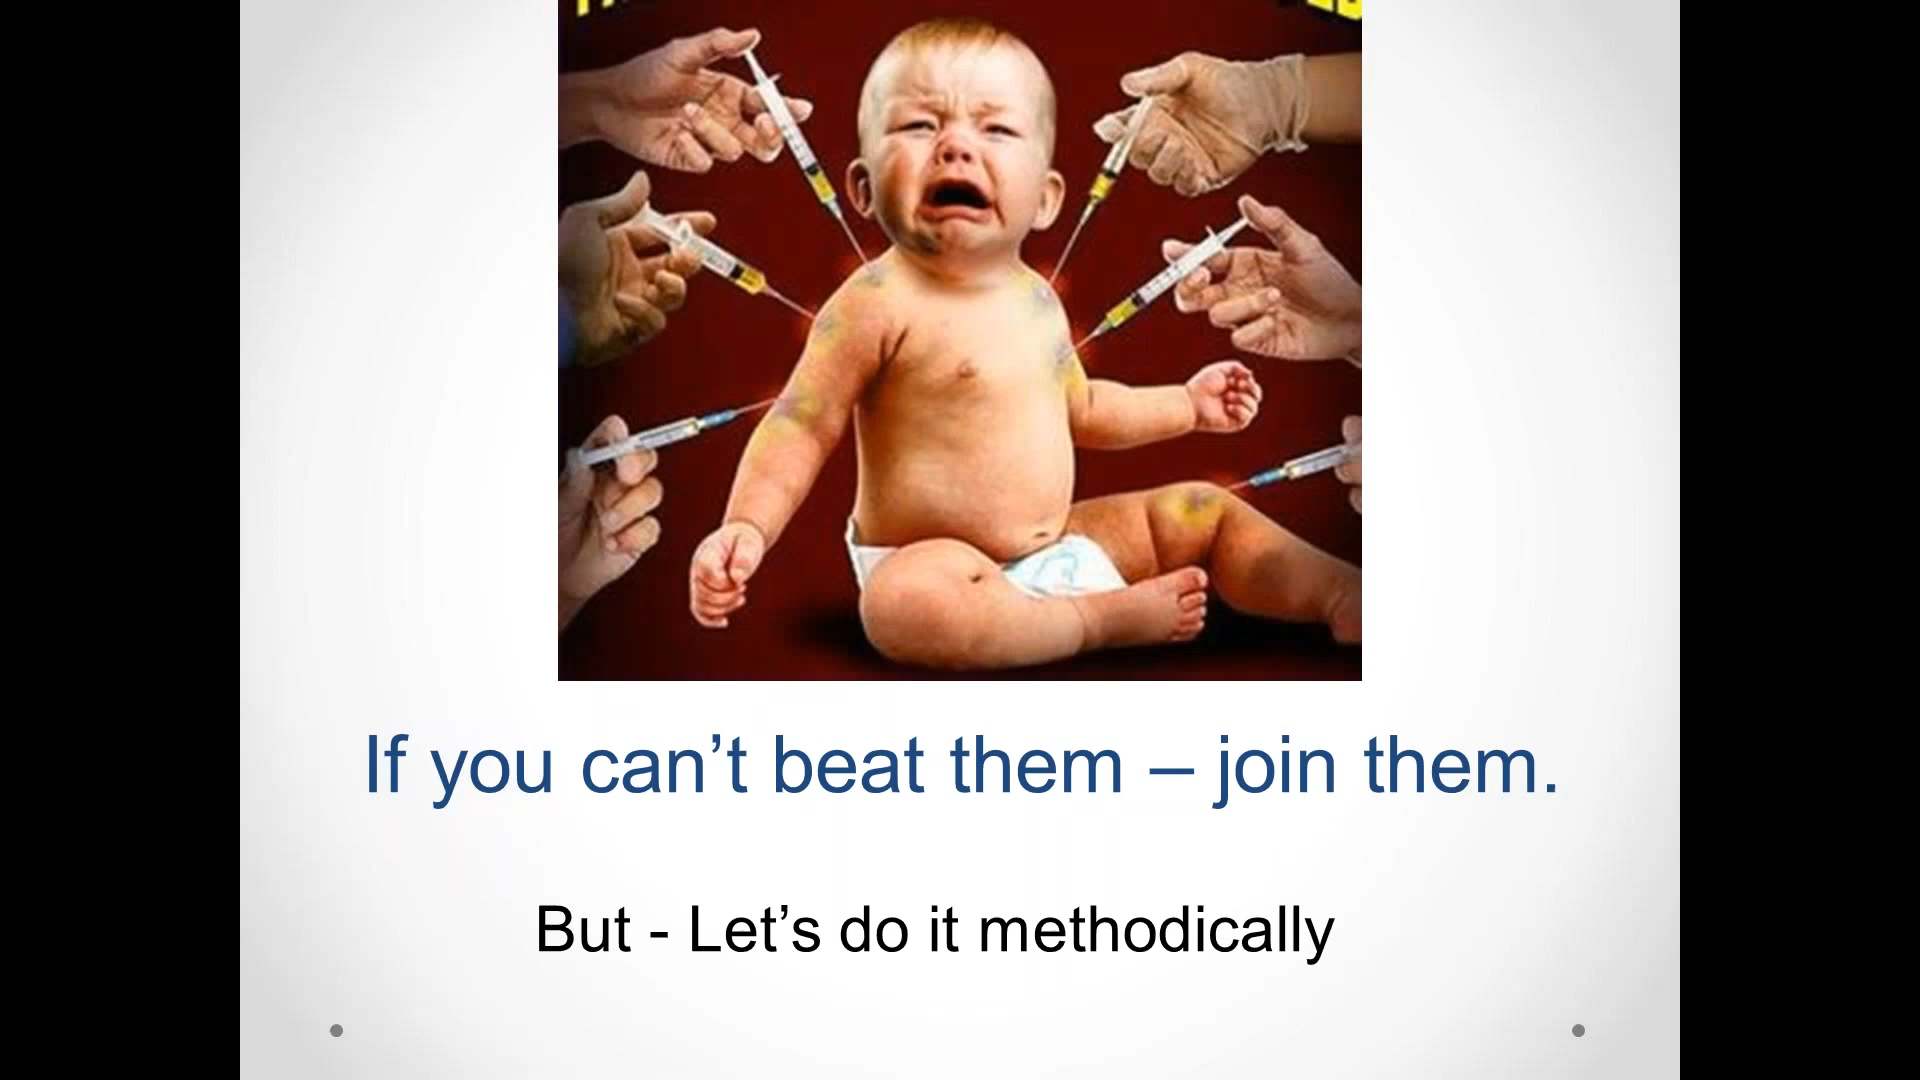 If you can’t beat them – join them.
But - Let’s do it methodically